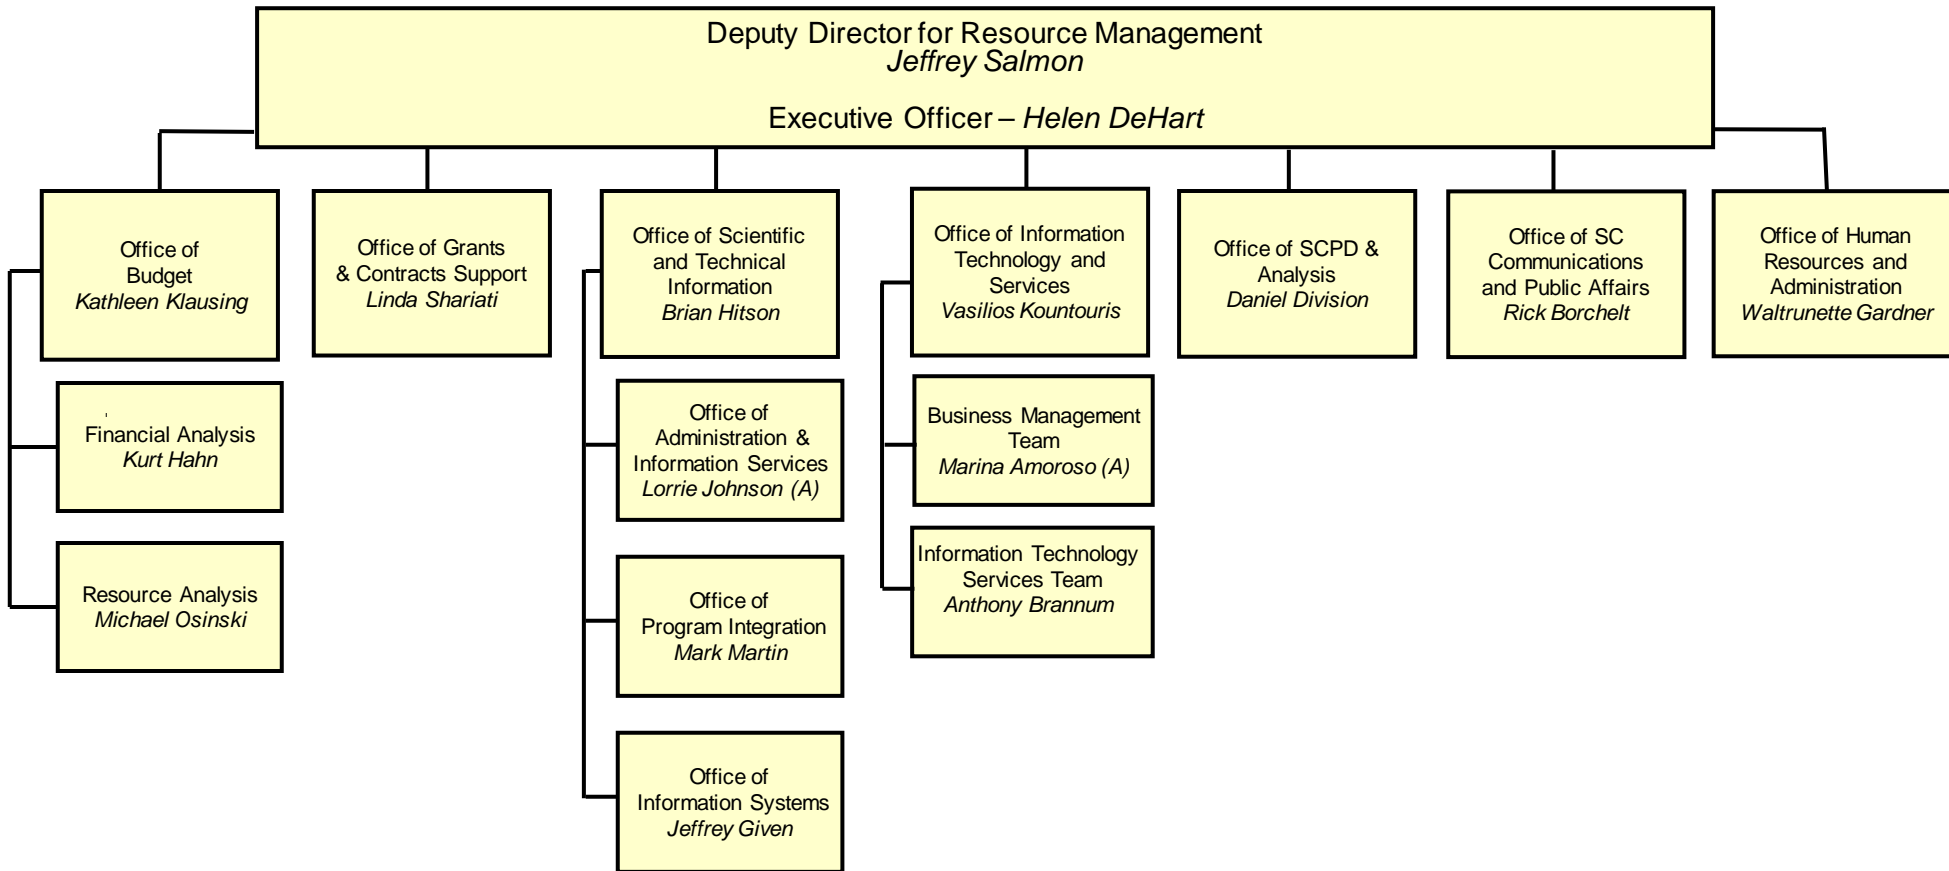 Deputy Director for Resource Management
Jeffrey Salmon
Executive Officer – Helen DeHart
Office of
Budget
Kathleen Klausing
Financial Analysis
Kurt Hahn
Resource Analysis
Michael Osinski
Office of Grants
& Contracts Support
Linda Shariati
Office of Scientific
and Technical
Information
Brian Hitson
Office of
Administration &
Information Services
Lorrie Johnson (A)
Office of
Program Integration
Mark Martin
Office of
Information Systems
Jeffrey Given
Office of Information
Technology and
Services
Vasilios Kountouris
Business Management
Team
Marina Amoroso (A)
Information Technology
Services Team
Anthony Brannum
Office of SCPD &
Analysis
Daniel Division
Office of SC
Communications
and Public Affairs
Rick Borchelt
Office of Human
Resources and
Administration
Waltrunette Gardner